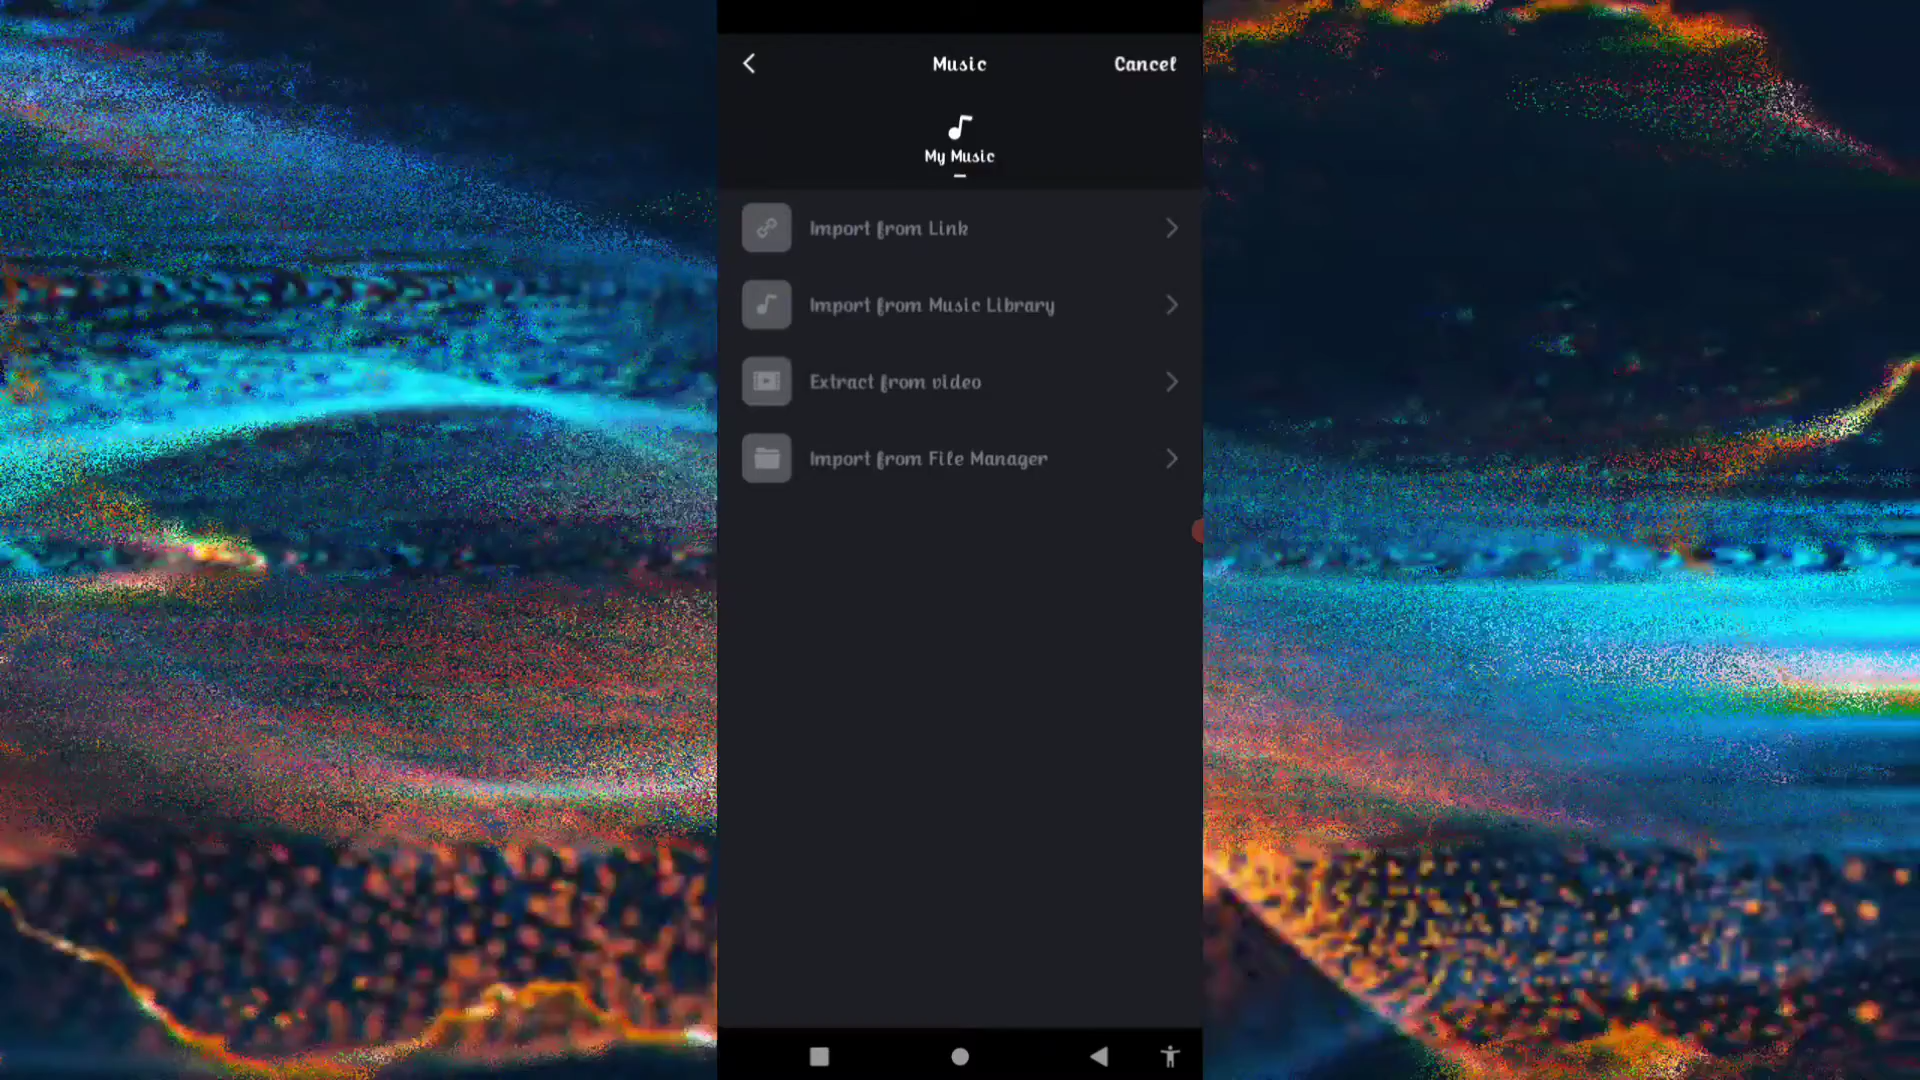 Music
Cancel
My Music
Import from Link
Import from Music Library
Extract from video
Import from File Manager